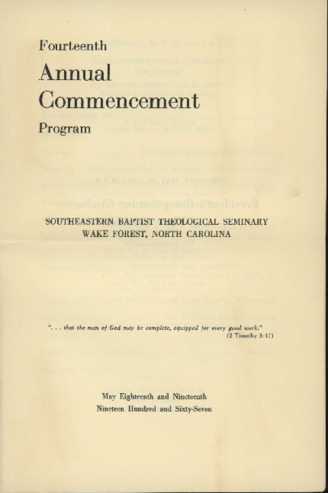 Fourteenth
Annual
Commencement
Program
SOUTHEASTERN BAPTIST THEOLOGICAL SEMINARY
WAKE FOREST, NORTH CAROLINA
". . . that the man of God may be complete, equipped for every good work."
(2 Timothy 3:17)
May Eighteenth and Nineteenth
Nineteen Hundred and Sixty-Seven